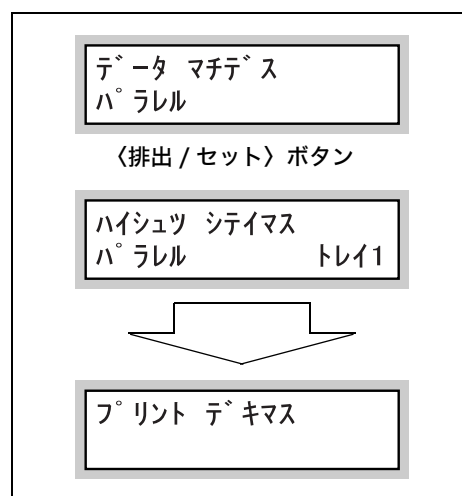 データ マチデス
パラレル
〈排出 / セット〉ボタン
ハイシュツ シテイマス
パラレル トレイ1
プリント デキマス